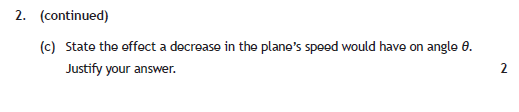 2. (continued)
(c) State the effect a decrease in the plane's speed would have on angle θ.
Justify your answer. 2